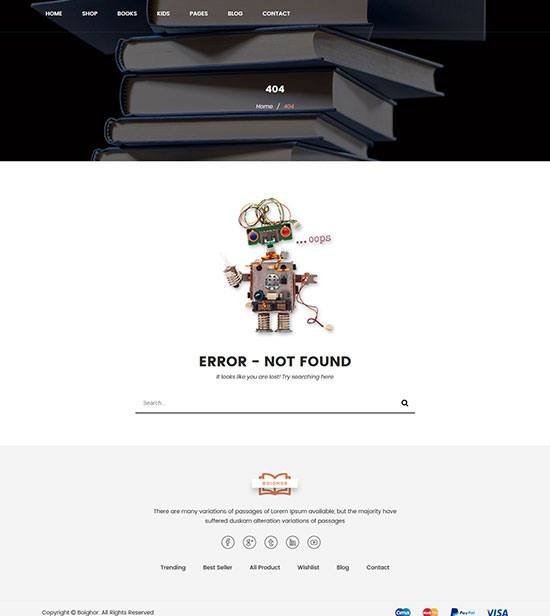 HOME SHOP BOOKS KIDS PAGES BLOG CONTACT
404
Home / 404
...oops
ERROR - NOT FOUND
It looks like you are lost! Try searching here
Search...
BOIGHOR
There are many variations of passages of Lorem Ipsum available, but the majority have
suffered duskam alteration variations of passages
Trending Best Seller All Product Wishlist Blog Contact
Copyright © Boighor. All Rights Reserved
PayPal VISA